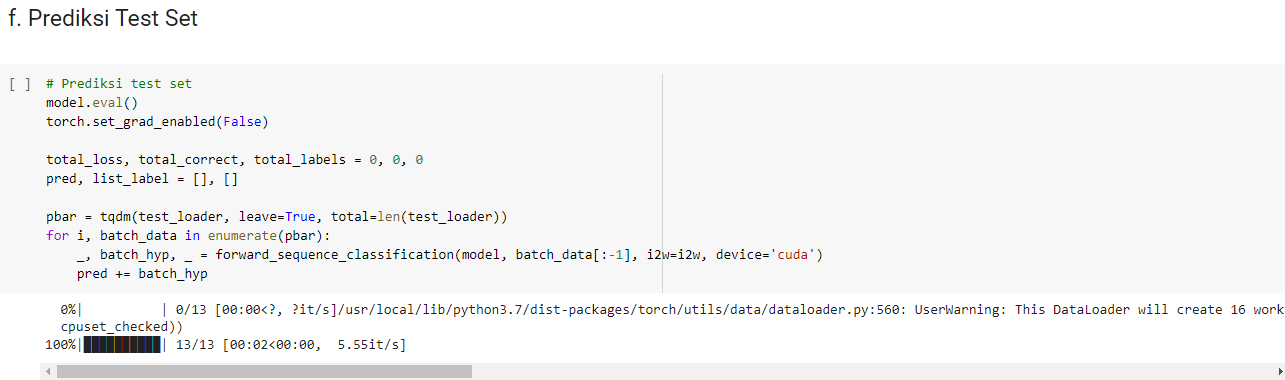 f. Prediksi Test Set
[ ] # Prediksi test set
model.eval()
torch.set_grad_enabled(False)
total_loss, total_correct, total_labels = 0, 0, 0
pred, list_label = [], []
pbar = tqdm(test_loader, leave=True, total=len(test_loader))
for i, batch_data in enumerate(pbar):
    _, batch_hyp, _ = forward_sequence_classification(model, batch_data[:-1], i2w=i2w, device='cuda')
    pred += batch_hyp
0%| | 0/13 [00:00<?, ?it/s]/usr/local/lib/python3.7/dist-packages/torch/utils/data/dataloader.py:560: UserWarning: This DataLoader will create 16 work
cpuset_checked))
100%|██████████| 13/13 [00:02<00:00, 5.55it/s]